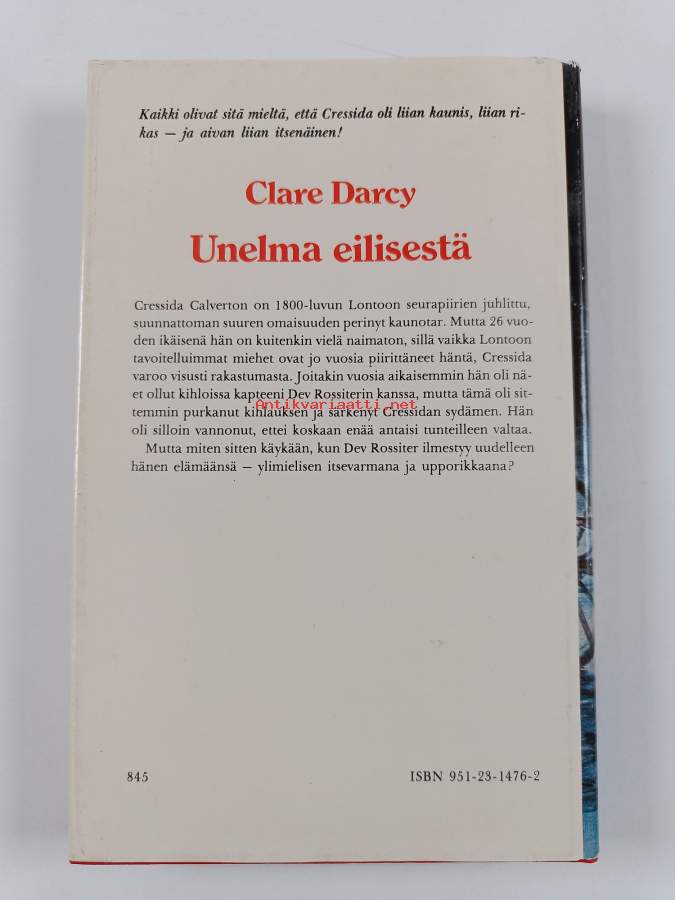 Kaikki olivat sitä mieltä, että Cressida oli liian kaunis, liian ri-
kas — ja aivan liian itsenäinen!
Clare Darcy
Unelma eilisestä
Cressida Calverton on 1800-luvun Lontoon seurapiirien juhlittu,
suunnattoman suuren omaisuuden perinyt kaunotar. Mutta 26 vuo-
den ikäisenä hän on kuitenkin vielä naimaton, sillä vaikka Lontoon
tavoitelluimmat miehet ovat jo vuosia piirittäneet häntä, Cressida
varoo visusti rakastumasta. Joitakin vuosia aikaisemmin hän oli nä-
et ollut kihloissa kapteeni Dev Rossiterin kanssa, mutta tämä oli sit-
temmin purkanut kihlauksen ja särkenyt Cressidan sydämen. Hän
oli silloin vannonut, ettei koskaan enää antaisi tunteilleen valtaa.
Mutta miten sitten käykään, kun Dev Rossiter ilmestyy uudelleen
hänen elämäänsä — ylimielisen itsevarmana ja upporikkaana?
Antikvariaatti.net
845
ISBN 951-23-1476-2